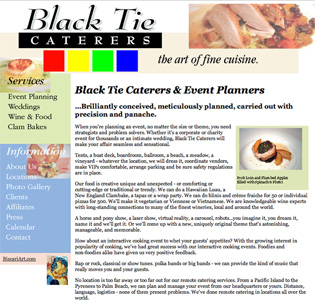 Black Tie
CATERERS
the art of fine cuisine.
Services
Event Planning
Weddings
Wine & Food
Clam Bakes
Information
About Us
Locations
Photo Gallery
Clients
Affiliates
Press
Calendar
Contact
Black Tie Caterers & Event Planners
...Brilliantly conceived, meticulously planned, carried out with
precision and panache.
When you're planning an event, no matter the size or theme, you need
strategists and problem solvers. Whether it's a corporate or charity
event for thousands or an intimate wedding, Black Tie Caterers will
make your affair seamless and sensational.
Tents, a boat deck, boardroom, ballroom, a beach, a meadow, a
vineyard - whatever the location, we will dress it, coordinate vendors,
make VIPs comfortable, arrange parking and be sure safety regulations
are in place.
Pork Loin and Plum and Apples
filled with Spinach & Pesto
Our food is creative unique and unexpected - or comforting or
cutting-edge or traditional or trendy. We can do a Hawaiian Luau, a
New England Clambake, a tapas or a wrap party. We can do blinis and crème fraiche for 50 or individual
pizzas for 500. We'll make it vegetarian or Viennese or Vietnamese. We are knowledgable wine experts
with long-standing connections to many of the finest wineries, local and around the world.
A horse and pony show, a laser show, virtual reality, a carousel, robots...you imagine it, you dream it,
name it and we'll get it. Or we'll come up with a new, uniquely original theme that's astonishing,
manageable, and memorable.
How about an interactive cooking event to whet your guests' appetites? With the growing interest in
popularity of cooking, we've had great success with our interactive cooking events. Foodies and
non-foodies alike have given us very positive feedback.
Rap or rock, classical or show tunes, polka bands or big bands - we can provide the kind of music that
really moves you and your guests.
No location is too far away or too far out for our remote catering services. From a Pacific Island to the
Pyrenees to Palm Beach, we can plan and manage your event from our headquarters or yours. Distance,
language, logistics - none of them present problems. We've done remote catering in locations all over the
world.